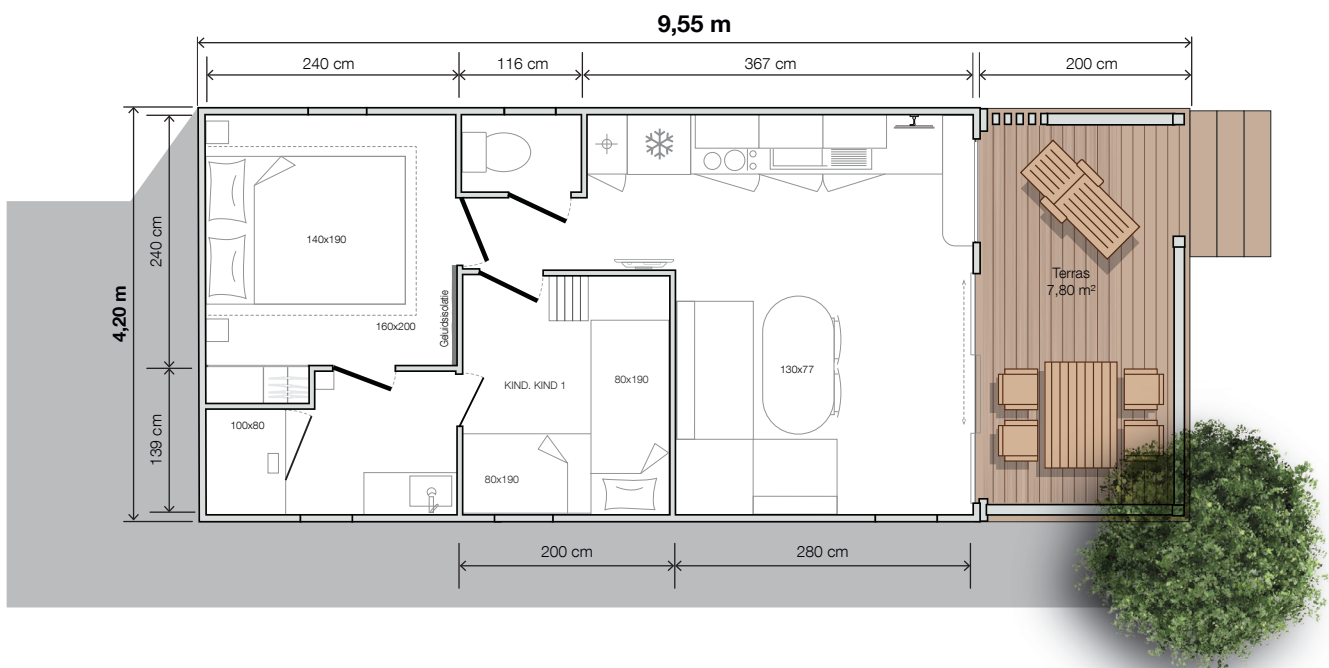 9,55 m
240 cm
116 cm
367 cm
200 cm
4,20 m
240 cm
139 cm
140x190
160x200
Geluidsisolatie
Terras
7,80 m²
130x77
KIND. KIND 1
80x190
80x190
100x80
200 cm
280 cm